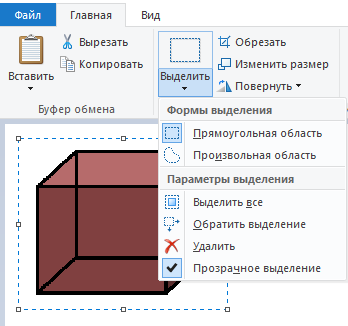 Файл Главная Вид
Вставить
Вырезать
Копировать
Буфер обмена
Выделить
Обрезать
Изменить размер
Повернуть
Формы выделения
Прямоугольная область
Произвольная область
Параметры выделения
Выделить все
Обратить выделение
Удалить
Прозрачное выделение